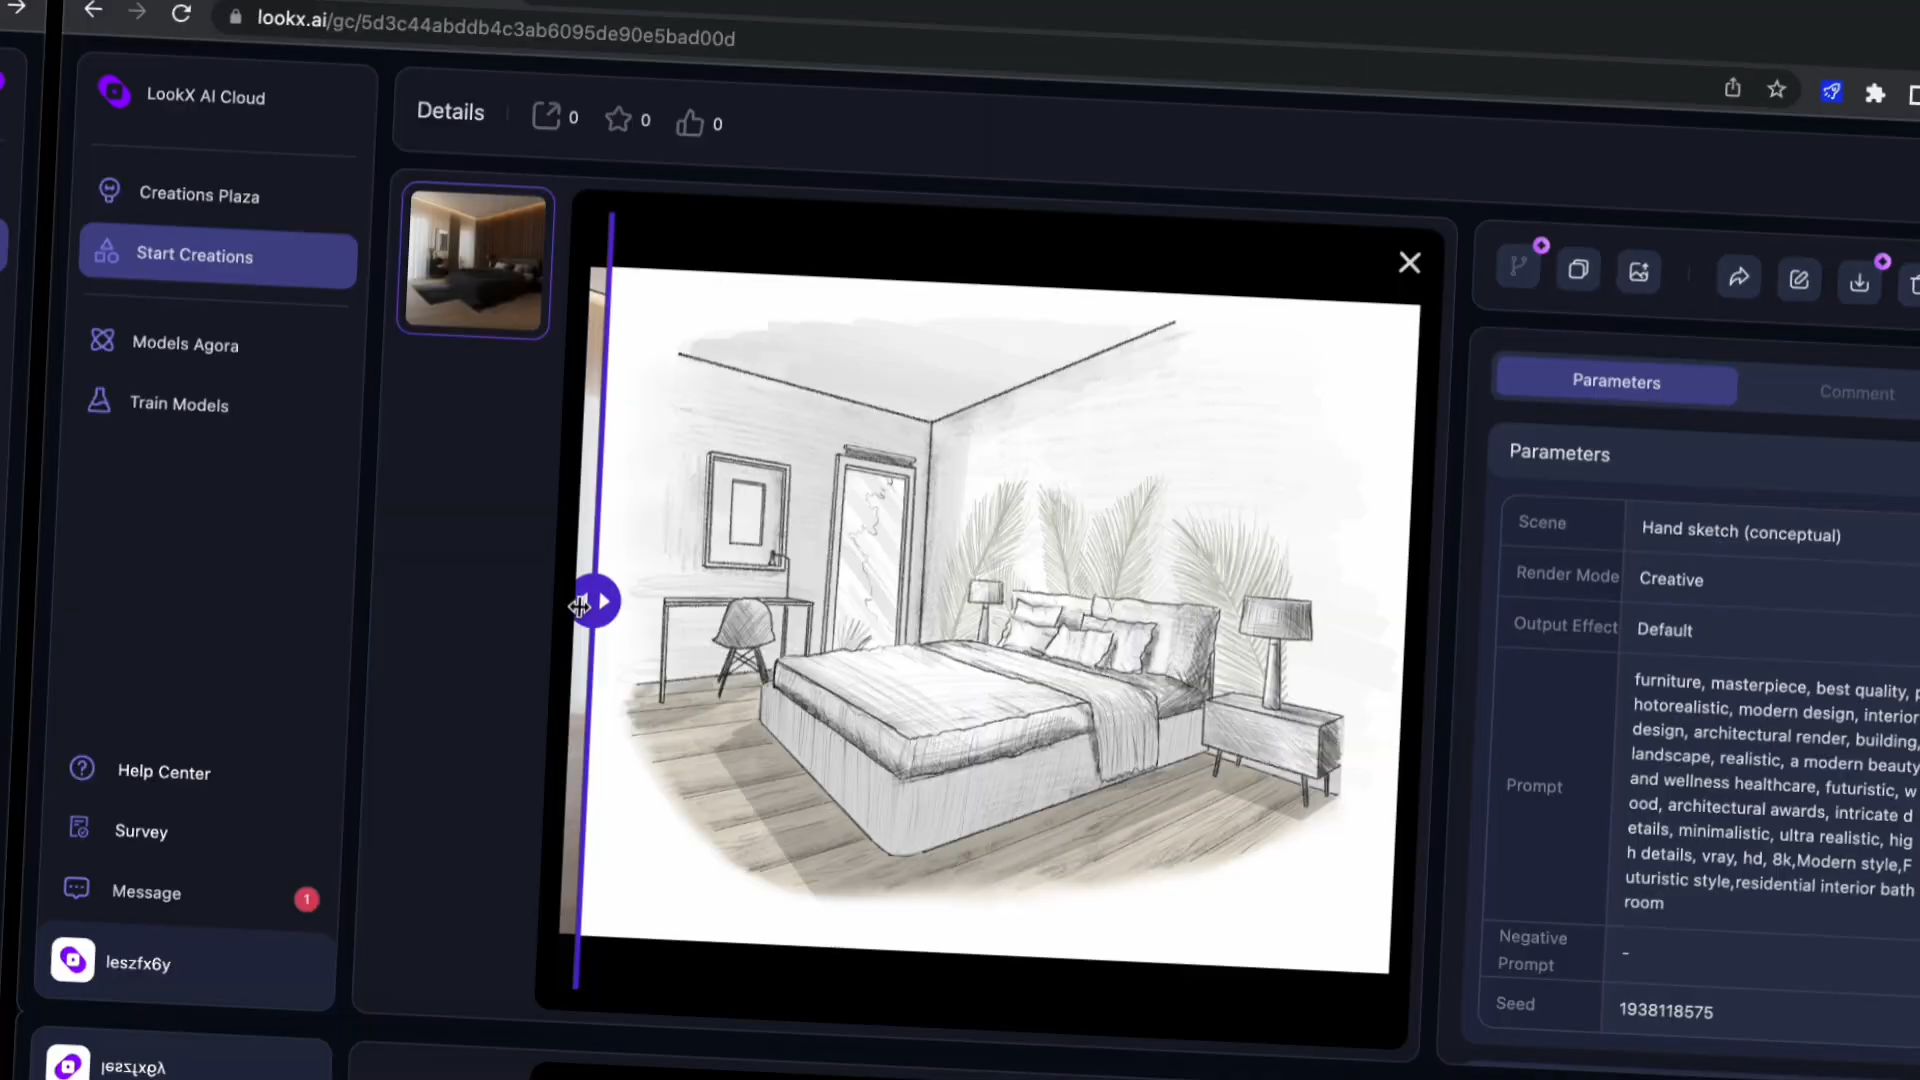 lookx.ai/gc/5d3c44abddb4c3ab6095de90e5bad00d
LookX AI Cloud
Details
0
0
0
Creations Plaza
Start Creations
Models Agora
Train Models
Help Center
Survey
Message
1
leszfx6y
leszfx6y
Parameters
Comment
Parameters
Scene
Hand sketch (conceptual)
Render Mode
Creative
Output Effect
Default
Prompt
furniture, masterpiece, best quality, p
hotorealistic, modern design, interior
design, architectural render, building,
landscape, realistic, a modern beauty
and wellness healthcare, futuristic, w
ood, architectural awards, intricate d
etails, minimalistic, ultra realistic, hig
h details, vray, hd, 8k,Modern style,F
uturistic style,residential interior bath
room
Negative
Prompt
-
Seed
1938118575